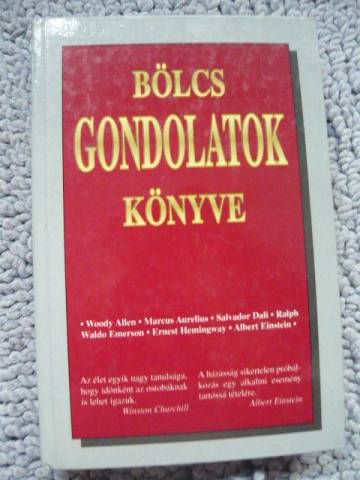 BÖLCS
GONDOLATOK
KÖNYVE
• Woody Allen • Marcus Aurelius • Salvador Dali • Ralph
Waldo Emerson • Ernest Hemingway • Albert Einstein •
Az élet egyik nagy tanulsága,
hogy időnként az ostobáknak
is lehet igazuk.
Winston Churchill
A házasság sikertelen próbál-
kozás egy alkalmi esemény
tartóssá tételére.
Albert Einstein